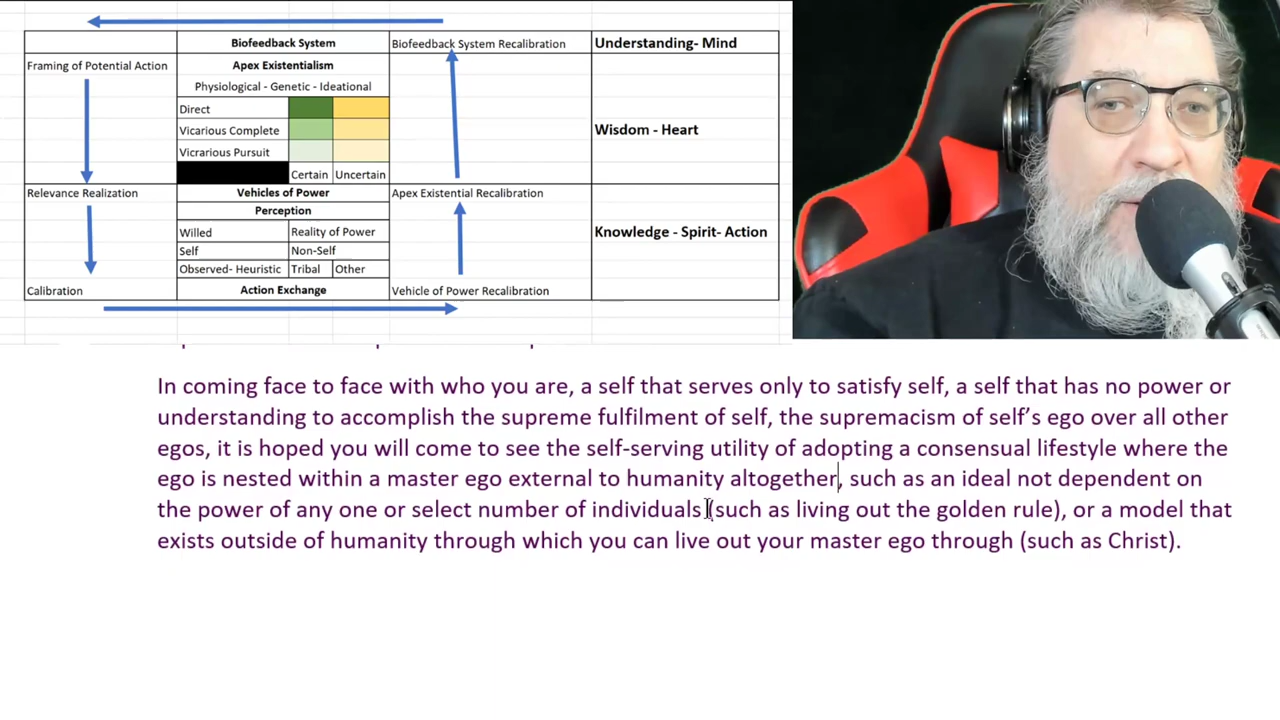 Biofeedback System
Biofeedback System Recalibration
Understanding- Mind
Framing of Potential Action
Apex Existentialism
Physiological - Genetic - Ideational
Direct
Vicarious Complete
Wisdom - Heart
Vicrarious Pursuit
Certain
Uncertain
Relevance Realization
Vehicles of Power
Apex Existential Recalibration
Perception
Willed
Reality of Power
Knowledge - Spirit- Action
Self
Non-Self
Observed- Heuristic
Tribal
Other
Calibration
Action Exchange
Vehicle of Power Recalibration
In coming face to face with who you are, a self that serves only to satisfy self, a self that has no power or
understanding to accomplish the supreme fulfilment of self, the supremacism of self’s ego over all other
egos, it is hoped you will come to see the self-serving utility of adopting a consensual lifestyle where the
ego is nested within a master ego external to humanity altogether, such as an ideal not dependent on
the power of any one or select number of individuals (such as living out the golden rule), or a model that
exists outside of humanity through which you can live out your master ego through (such as Christ).